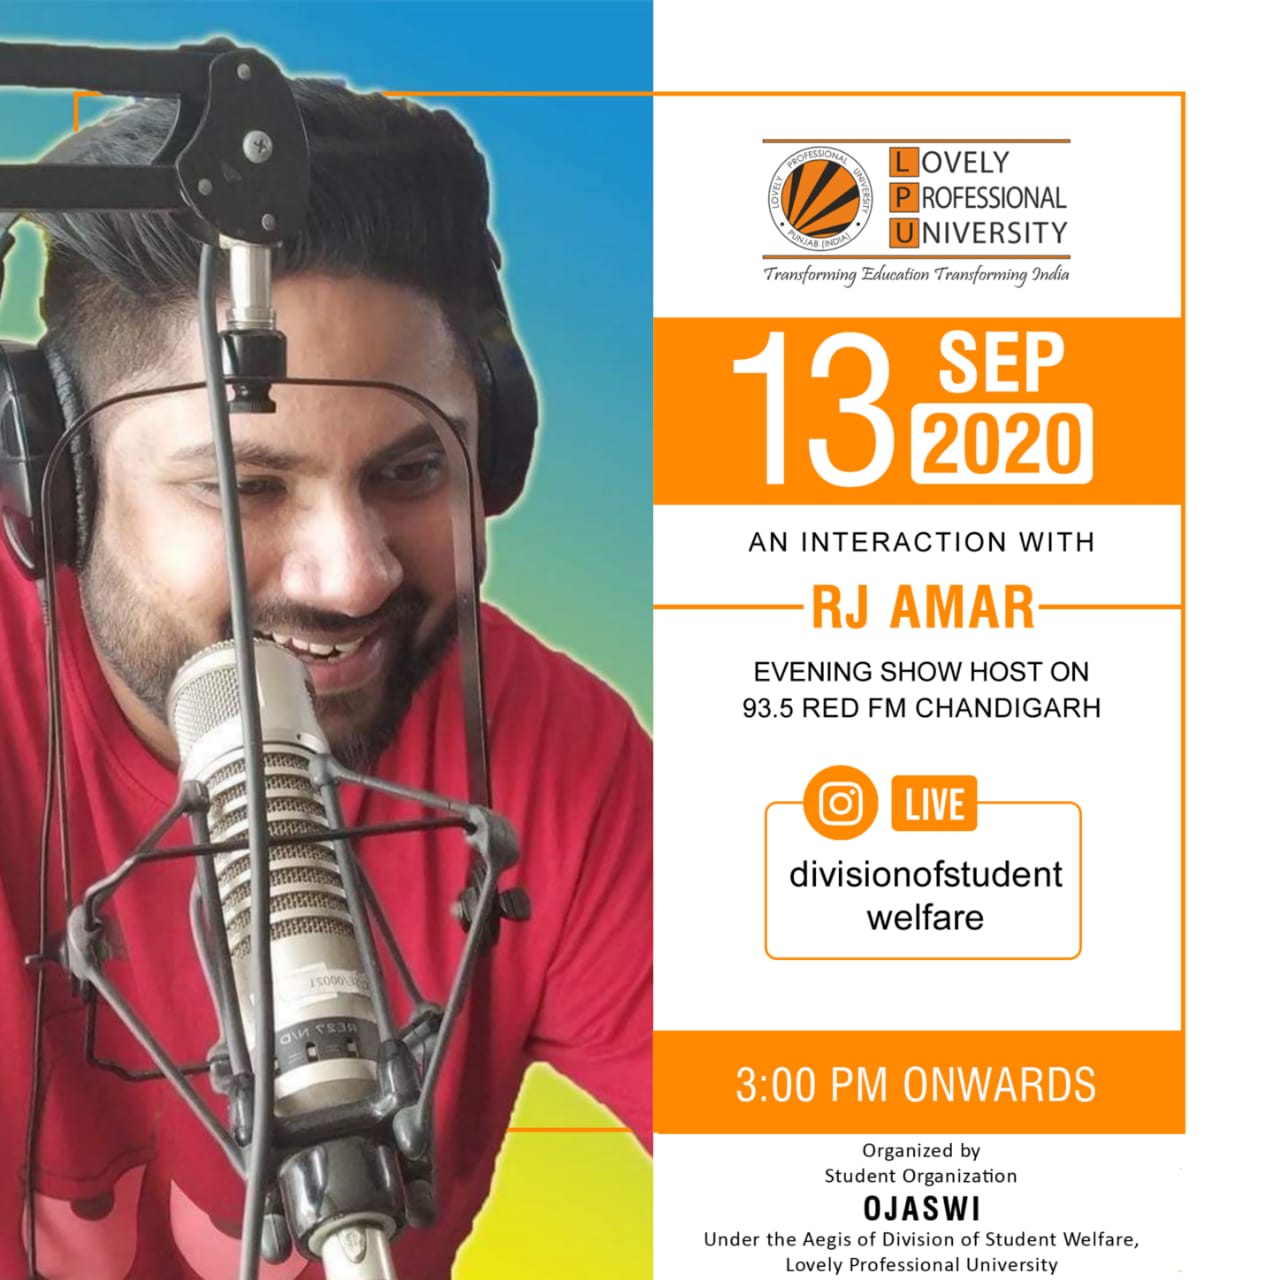 LOVELY PROFESSIONAL UNIVERSITY
PUNJAB (INDIA)
LOVELY
PROFESSIONAL
UNIVERSITY
Transforming Education Transforming India
13 SEP
2020
AN INTERACTION WITH
RJ AMAR
EVENING SHOW HOST ON
93.5 RED FM CHANDIGARH
LIVE
divisionofstudent
welfare
3:00 PM ONWARDS
Organized by
Student Organization
OJASWI
Under the Aegis of Division of Student Welfare,
Lovely Professional University
RE27 N/D